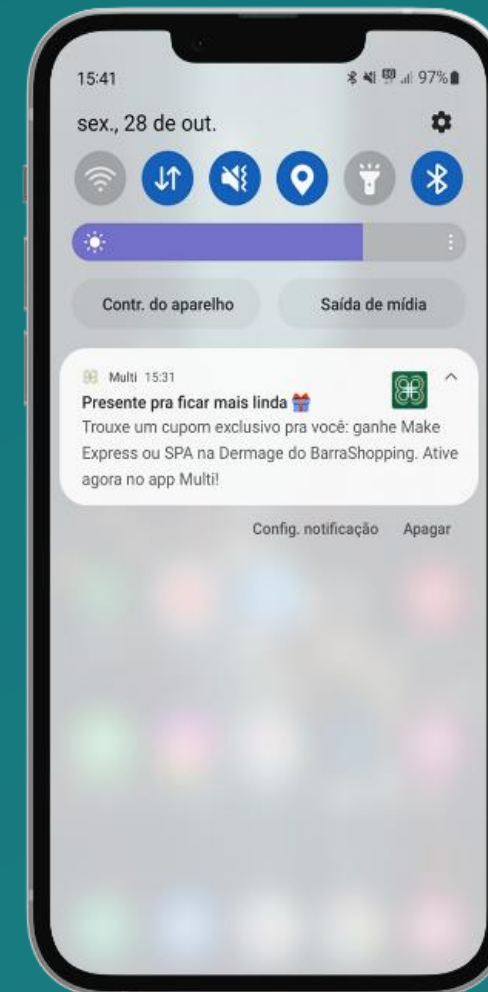 15:41 97%
sex., 28 de out.
Contr. do aparelho Saída de mídia
Multi 15:31
Presente pra ficar mais linda 🎁
Trouxe um cupom exclusivo pra você: ganhe Make
Express ou SPA na Dermage do BarraShopping. Ative
agora no app Multi!
Config. notificação Apagar